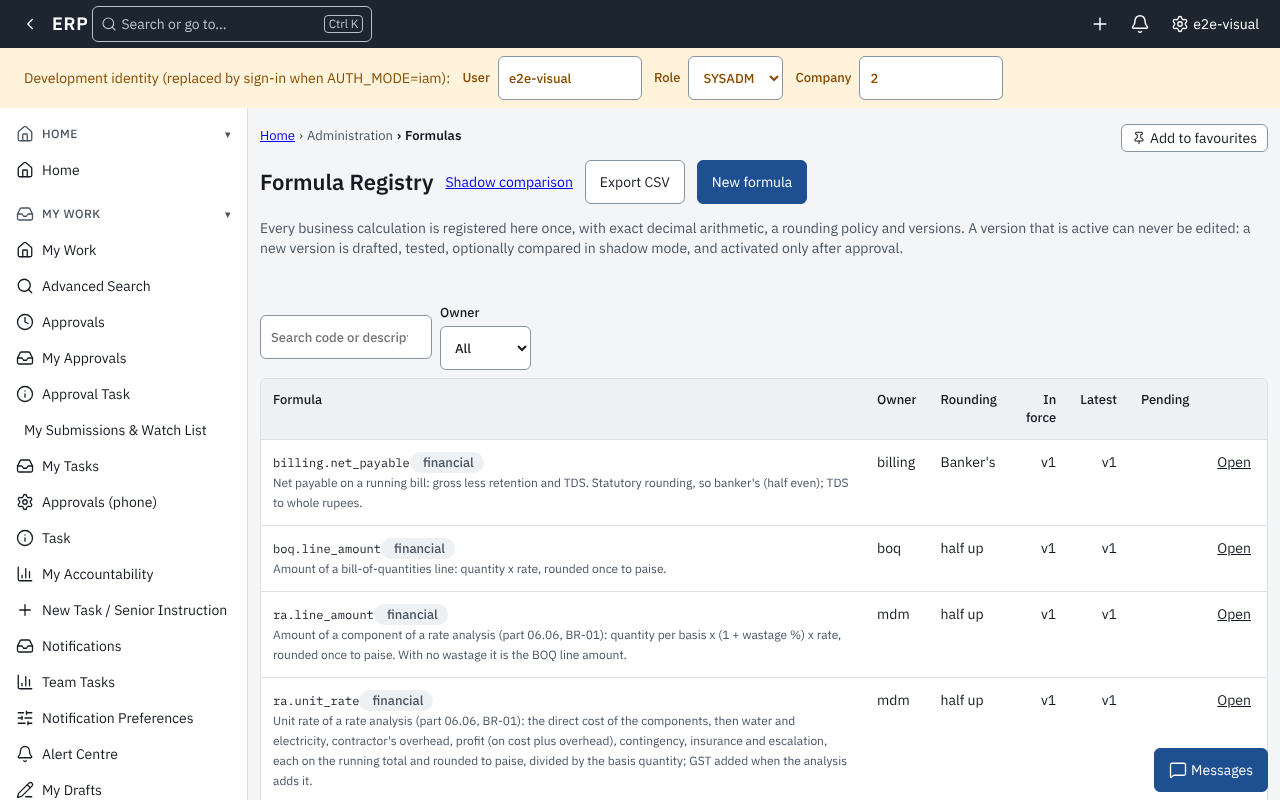 ERP
Search or go to...
Ctrl K
e2e-visual
Development identity (replaced by sign-in when AUTH_MODE=iam):
User
e2e-visual
Role
SYSADM
Company
2
HOME
Home
MY WORK
My Work
Advanced Search
Approvals
My Approvals
Approval Task
My Submissions & Watch List
My Tasks
Approvals (phone)
Task
My Accountability
New Task / Senior Instruction
Notifications
Team Tasks
Notification Preferences
Alert Centre
My Drafts
Home › Administration › Formulas
Add to favourites
Formula Registry
Shadow comparison
Export CSV
New formula
Every business calculation is registered here once, with exact decimal arithmetic, a rounding policy and versions. A version that is active can never be edited: a
new version is drafted, tested, optionally compared in shadow mode, and activated only after approval.
Owner
Search code or descrip
All
Formula Owner Rounding In force Latest Pending
billing.net_payable financial billing Banker's v1 v1 Open
Net payable on a running bill: gross less retention and TDS. Statutory rounding, so banker's (half even); TDS
to whole rupees.
boq.line_amount financial boq half up v1 v1 Open
Amount of a bill-of-quantities line: quantity x rate, rounded once to paise.
ra.line_amount financial mdm half up v1 v1 Open
Amount of a component of a rate analysis (part 06.06, BR-01): quantity per basis x (1 + wastage %) x rate,
rounded once to paise. With no wastage it is the BOQ line amount.
ra.unit_rate financial mdm half up v1 v1 Open
Unit rate of a rate analysis (part 06.06, BR-01): the direct cost of the components, then water and
electricity, contractor's overhead, profit (on cost plus overhead), contingency, insurance and escalation,
each on the running total and rounded to paise, divided by the basis quantity; GST added when the analysis
adds it.
Messages